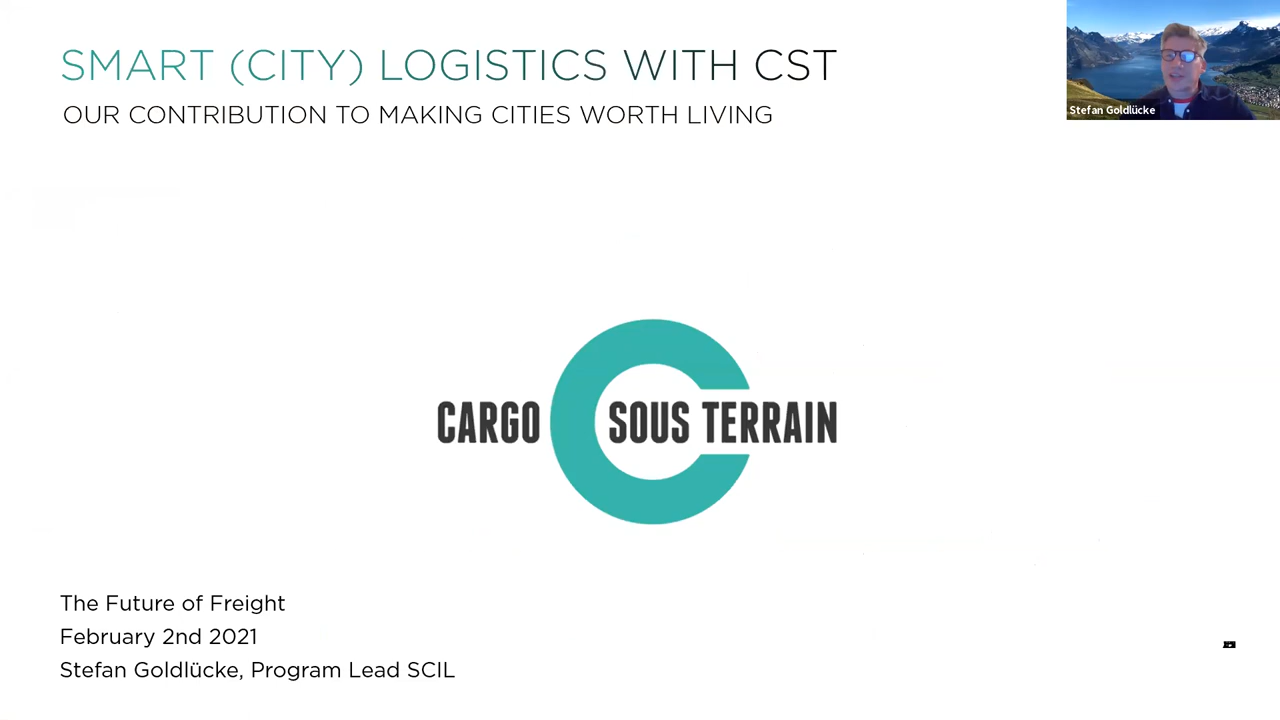 SMART (CITY) LOGISTICS WITH CST
OUR CONTRIBUTION TO MAKING CITIES WORTH LIVING
Stefan Goldlücke
CARGO SOUS TERRAIN
The Future of Freight
February 2nd 2021
Stefan Goldlücke, Program Lead SCIL